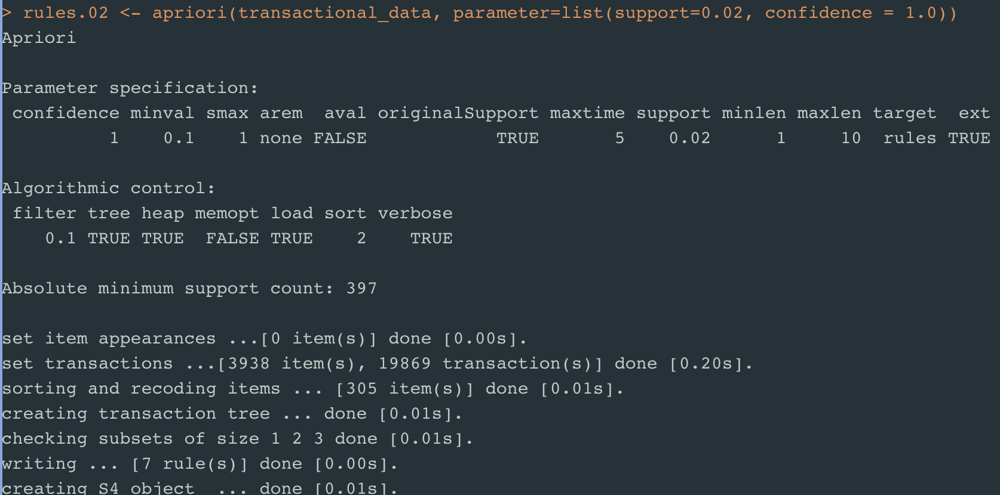 > rules.02 <- apriori(transactional_data, parameter=list(support=0.02, confidence = 1.0))
Apriori
Parameter specification:
 confidence minval smax arem  aval originalSupport maxtime support minlen maxlen target  ext
          1    0.1    1 none FALSE            TRUE       5    0.02      1     10  rules TRUE
Algorithmic control:
 filter tree heap memopt load sort verbose
    0.1 TRUE TRUE  FALSE TRUE    2    TRUE
Absolute minimum support count: 397
set item appearances ...[0 item(s)] done [0.00s].
set transactions ...[3938 item(s), 19869 transaction(s)] done [0.20s].
sorting and recoding items ... [305 item(s)] done [0.01s].
creating transaction tree ... done [0.01s].
checking subsets of size 1 2 3 done [0.01s].
writing ... [7 rule(s)] done [0.00s].
creating S4 object  ... done [0.01s].